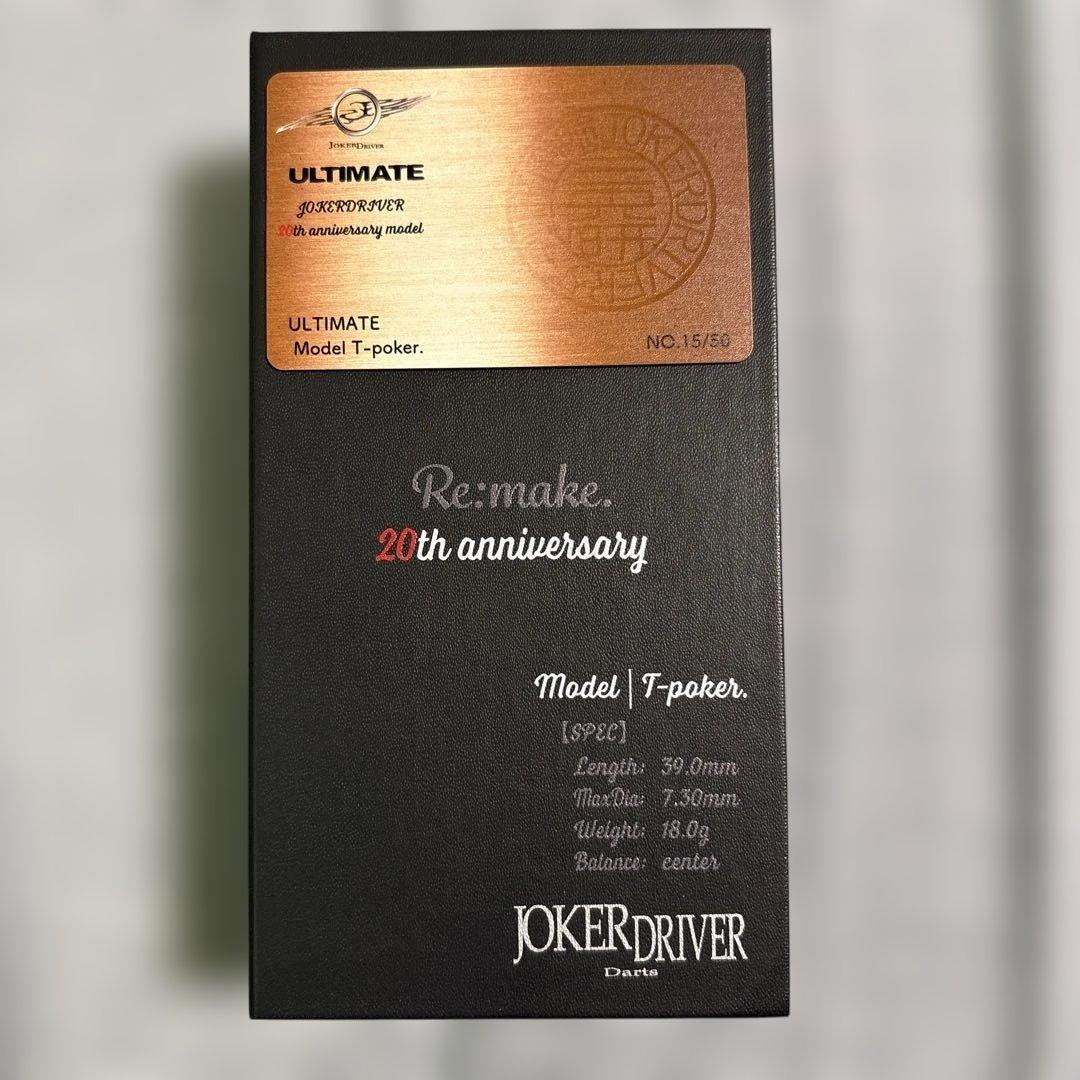 JOKERDRIVER
ULTIMATE
JOKERDRIVER
20th anniversary model
ULTIMATE
Model T-poker.
JOKERDRIVER
NO.15/50
Re:make.
20th anniversary
Model | T-poker.
【SPEC】
Length: 39.0mm
MaxDia: 7.30mm
Weight: 18.0g
Balance: center
JOKERDRIVER
Darts